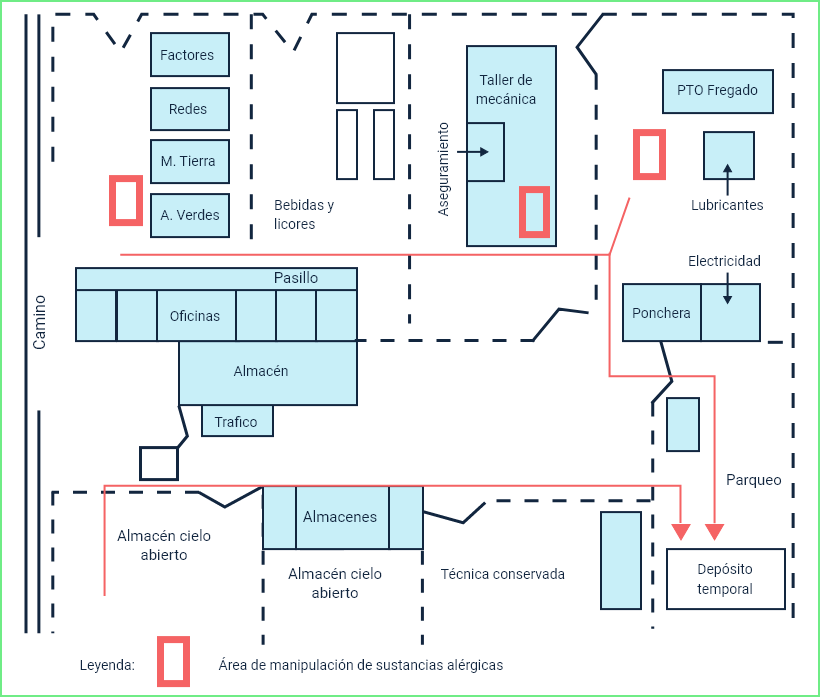 Factores
Redes
M. Tierra
A. Verdes
Bebidas y
licores
Taller de
mecánica
Aseguramiento
PTO Fregado
Lubricantes
Electricidad
Ponchera
Pasillo
Oficinas
Camino
Almacén
Trafico
Parqueo
Almacenes
Almacén cielo
abierto
Almacén cielo
abierto
Técnica conservada
Depósito
temporal
Leyenda:
Área de manipulación de sustancias alérgicas